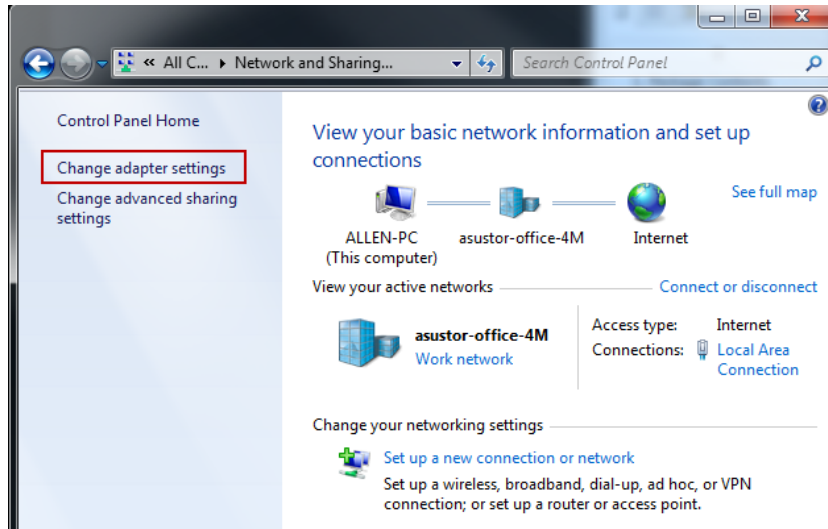 « All C... ▸ Network and Sharing...
Search Control Panel
Control Panel Home
Change adapter settings
Change advanced sharing
settings
View your basic network information and set up
connections
See full map
ALLEN-PC
(This computer)
asustor-office-4M
Internet
View your active networks
Connect or disconnect
asustor-office-4M
Work network
Access type: Internet
Connections: Local Area
Connection
Change your networking settings
Set up a new connection or network
Set up a wireless, broadband, dial-up, ad hoc, or VPN
connection; or set up a router or access point.